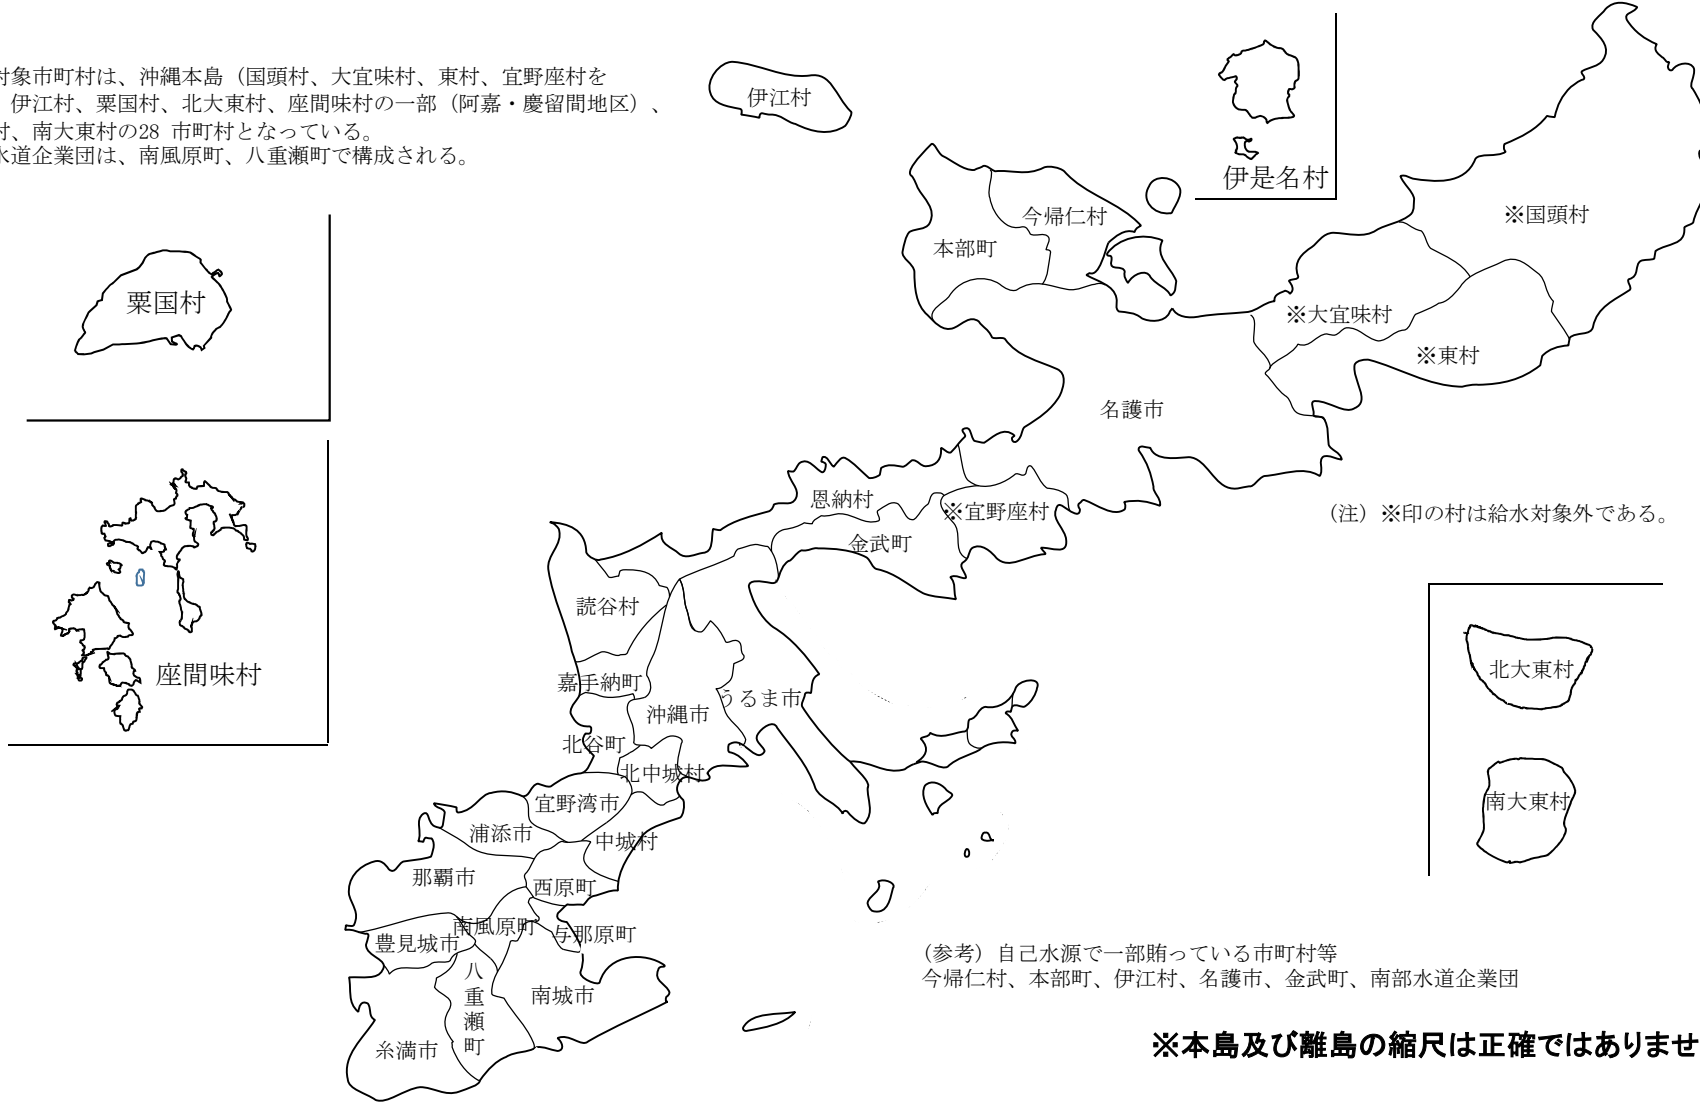 対象市町村は、沖縄本島（国頭村、大宜味村、東村、宜野座村を
、伊江村、粟国村、北大東村、座間味村の一部（阿嘉・慶留間地区）、
村、南大東村の28 市町村となっている。
水道企業団は、南風原町、八重瀬町で構成される。
伊江村
伊是名村
※国頭村
今帰仁村
本部町
粟国村
※大宜味村
※東村
名護市
恩納村
※宜野座村
（注）※印の村は給水対象外である。
金武町
読谷村
座間味村
嘉手納町
うるま市
沖縄市
北谷町
北中城村
北大東村
南大東村
宜野湾市
浦添市
中城村
那覇市
西原町
南風原町
与那原町
豊見城市
八重瀬町
南城市
糸満市
（参考）自己水源で一部賄っている市町村等
今帰仁村、本部町、伊江村、名護市、金武町、南部水道企業団
※本島及び離島の縮尺は正確ではありませ